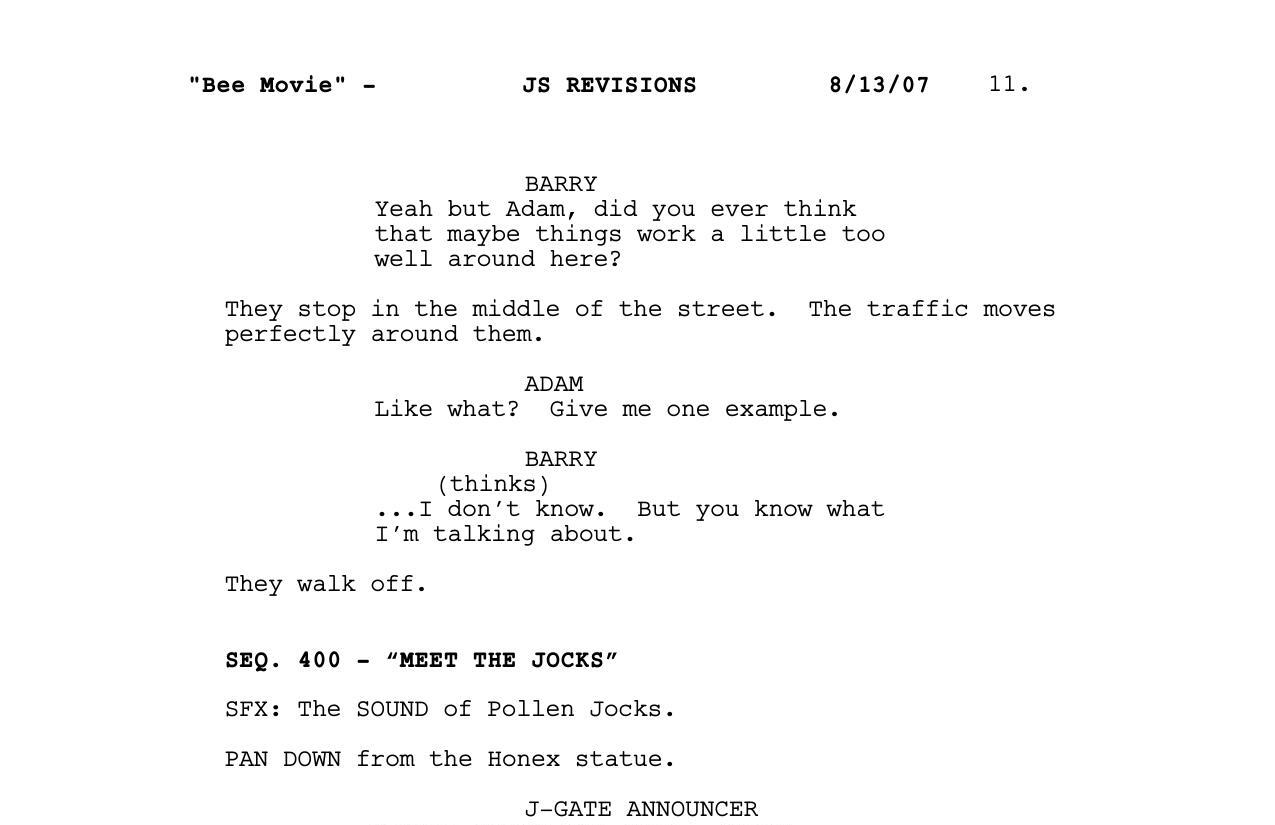 "Bee Movie" - JS REVISIONS 8/13/07 11.
BARRY
Yeah but Adam, did you ever think
that maybe things work a little too
well around here?
They stop in the middle of the street.  The traffic moves
perfectly around them.
ADAM
Like what?  Give me one example.
BARRY
(thinks)
...I don’t know.  But you know what
I’m talking about.
They walk off.
SEQ. 400 - “MEET THE JOCKS”
SFX: The SOUND of Pollen Jocks.
PAN DOWN from the Honex statue.
J-GATE ANNOUNCER